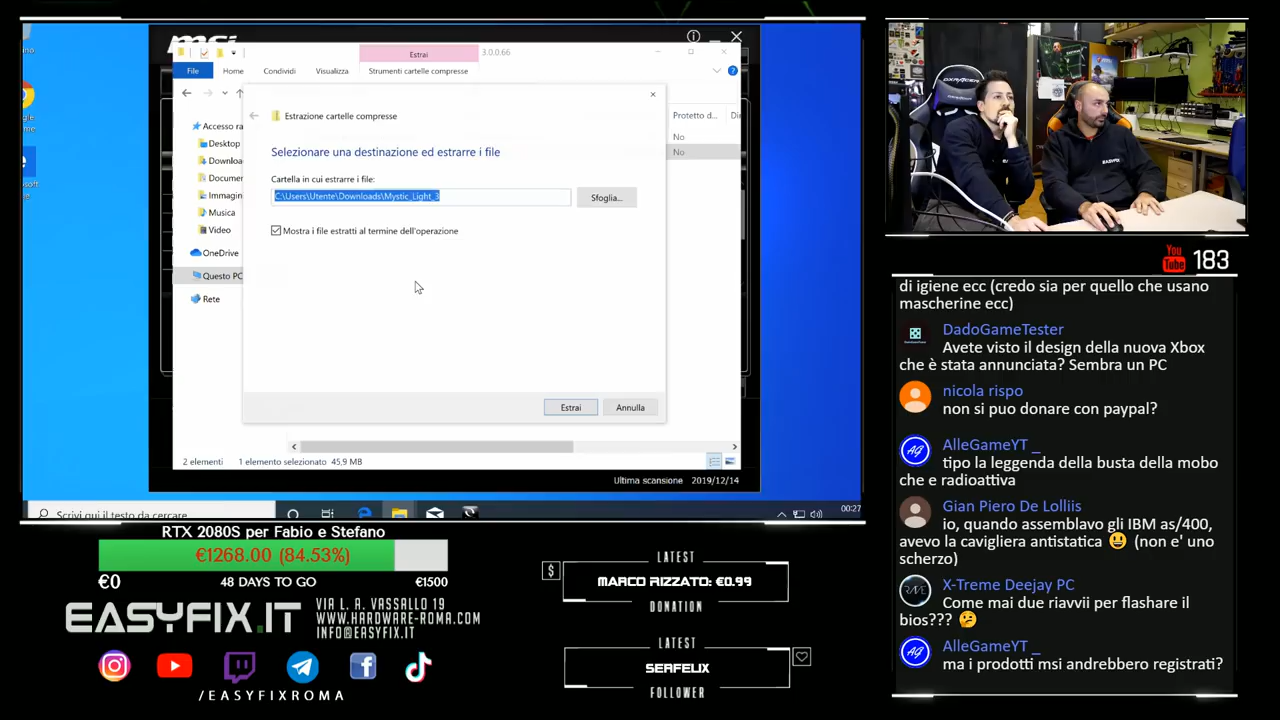 msi
Estrai
3.0.0.66
File
Home
Condividi
Visualizza
Strumenti cartelle compresse
Estrazione cartelle compresse
Protetto d...
Accesso ra
Desktop
Downloa
Documen
Immagin
Musica
Video
OneDrive
Questo PC
Rete
No
No
Selezionare una destinazione ed estrarre i file
Cartella in cui estrarre i file:
C:\Users\Utente\Downloads\Mystic_Light_3
Sfoglia...
Mostra i file estratti al termine dell'operazione
Estrai
Annulla
2 elementi
1 elemento selezionato 45,9 MB
Ultima scansione 2019/12/14
Scrivi qui il testo da cercare
00:27
You Tube 183
di igiene ecc (credo sia per quello che usano
mascherine ecc)
DadoGameTester
Avete visto il design della nuova Xbox
che è stata annunciata? Sembra un PC
nicola rispo
non si puo donare con paypal?
AlleGameYT _
tipo la leggenda della busta della mobo
che e radioattiva
Gian Piero De Lolliis
io, quando assemblavo gli IBM as/400,
avevo la cavigliera antistatica 😃 (non e' uno
scherzo)
X-Treme Deejay PC
Come mai due riavvii per flashare il
bios??? 🤔
AlleGameYT _
ma i prodotti msi andrebbero registrati?
RTX 2080S per Fabio e Stefano
€1268.00 (84.53%)
€0
48 DAYS TO GO
€1500
EASYFIX.IT
VIA L. A. VASSALLO 19
WWW.HARDWARE-ROMA.COM
INFO@EASYFIX.IT
/EASYFIXROMA
LATEST
$
MARCO RIZZATO: €0.99
DONATION
LATEST
SERFELIX
FOLLOWER